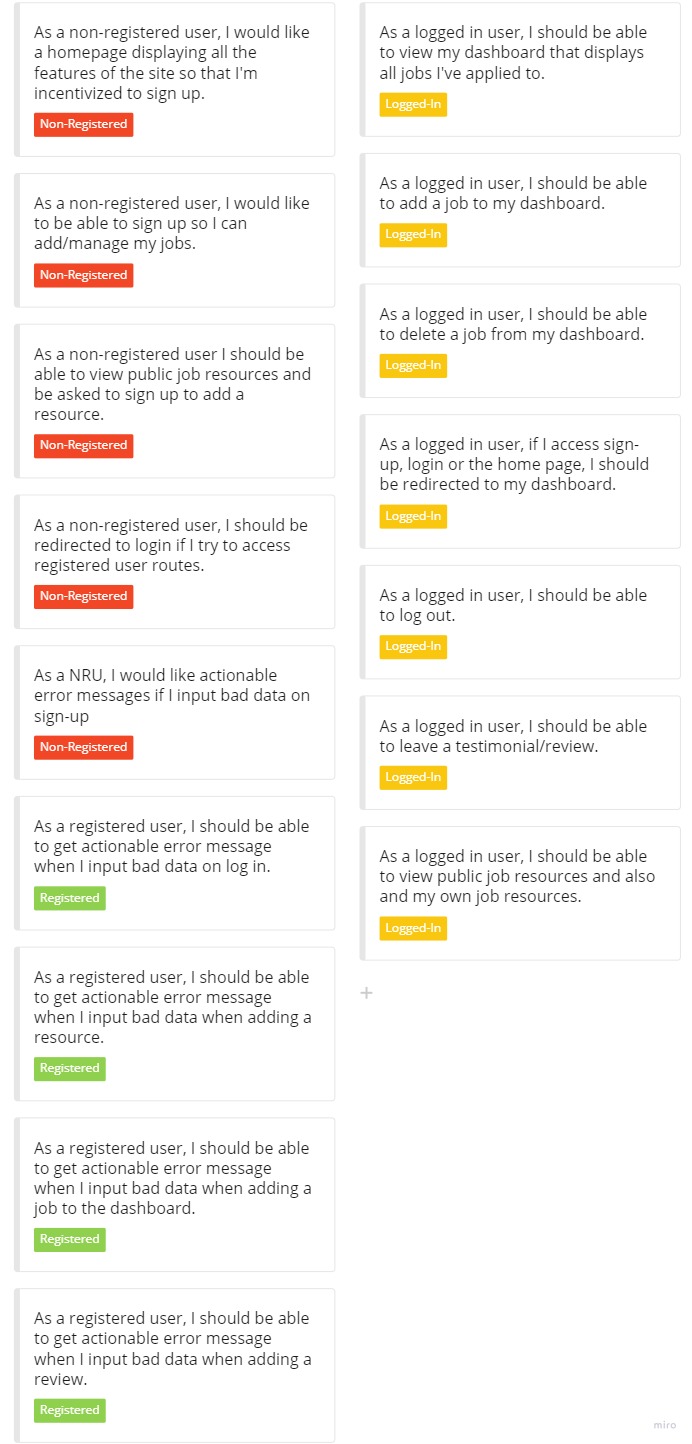 As a non-registered user, I would like
a homepage displaying all the
features of the site so that I'm
incentivized to sign up.
Non-Registered
As a non-registered user, I would like
to be able to sign up so I can
add/manage my jobs.
Non-Registered
As a non-registered user I should be
able to view public job resources and
be asked to sign up to add a
resource.
Non-Registered
As a non-registered user, I should be
redirected to login if I try to access
registered user routes.
Non-Registered
As a NRU, I would like actionable
error messages if I input bad data on
sign-up
Non-Registered
As a registered user, I should be able
to get actionable error message
when I input bad data on log in.
Registered
As a registered user, I should be able
to get actionable error message
when I input bad data when adding a
resource.
Registered
As a registered user, I should be able
to get actionable error message
when I input bad data when adding a
job to the dashboard.
Registered
As a registered user, I should be able
to get actionable error message
when I input bad data when adding a
review.
Registered
As a logged in user, I should be able
to view my dashboard that displays
all jobs I've applied to.
Logged-In
As a logged in user, I should be able
to add a job to my dashboard.
Logged-In
As a logged in user, I should be able
to delete a job from my dashboard.
Logged-In
As a logged in user, if I access sign-
up, login or the home page, I should
be redirected to my dashboard.
Logged-In
As a logged in user, I should be able
to log out.
Logged-In
As a logged in user, I should be able
to leave a testimonial/review.
Logged-In
As a logged in user, I should be able
to view public job resources and also
and my own job resources.
Logged-In
+
miro